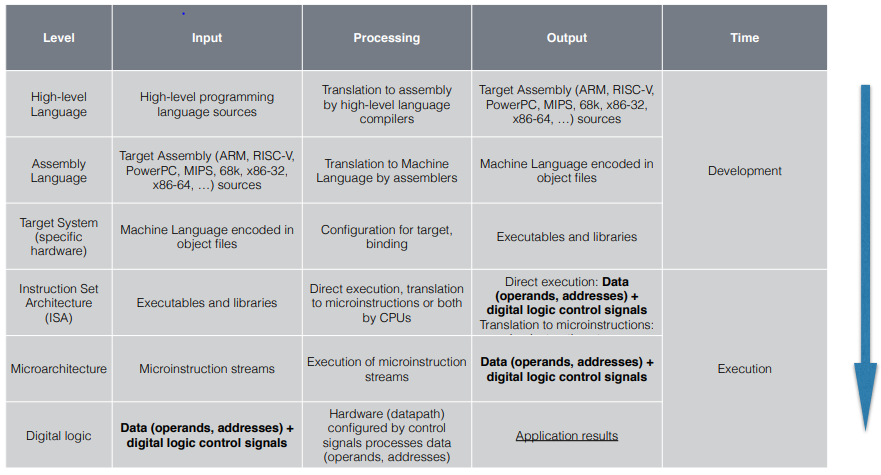 Level
Input
Processing
Output
Time
High-level
Language
High-level programming
language sources
Translation to assembly
by high-level language
compilers
Target Assembly (ARM, RISC-V,
PowerPC, MIPS, 68k, x86-32,
x86-64, …) sources
Development
Assembly
Language
Target Assembly (ARM, RISC-V,
PowerPC, MIPS, 68k, x86-32,
x86-64, …) sources
Translation to Machine
Language by assemblers
Machine Language encoded in
object files
Target System
(specific
hardware)
Machine Language encoded in
object files
Configuration for target,
binding
Executables and libraries
Instruction Set
Architecture
(ISA)
Executables and libraries
Direct execution, translation
to microinstructions or both
by CPUs
Direct execution: Data
(operands, addresses) +
digital logic control signals
Translation to microinstructions:
Execution
Microarchitecture
Microinstruction streams
Execution of microinstruction
streams
Data (operands, addresses) +
digital logic control signals
Digital logic
Data (operands, addresses) +
digital logic control signals
Hardware (datapath)
configured by control
signals processes data
(operands, addresses)
Application results